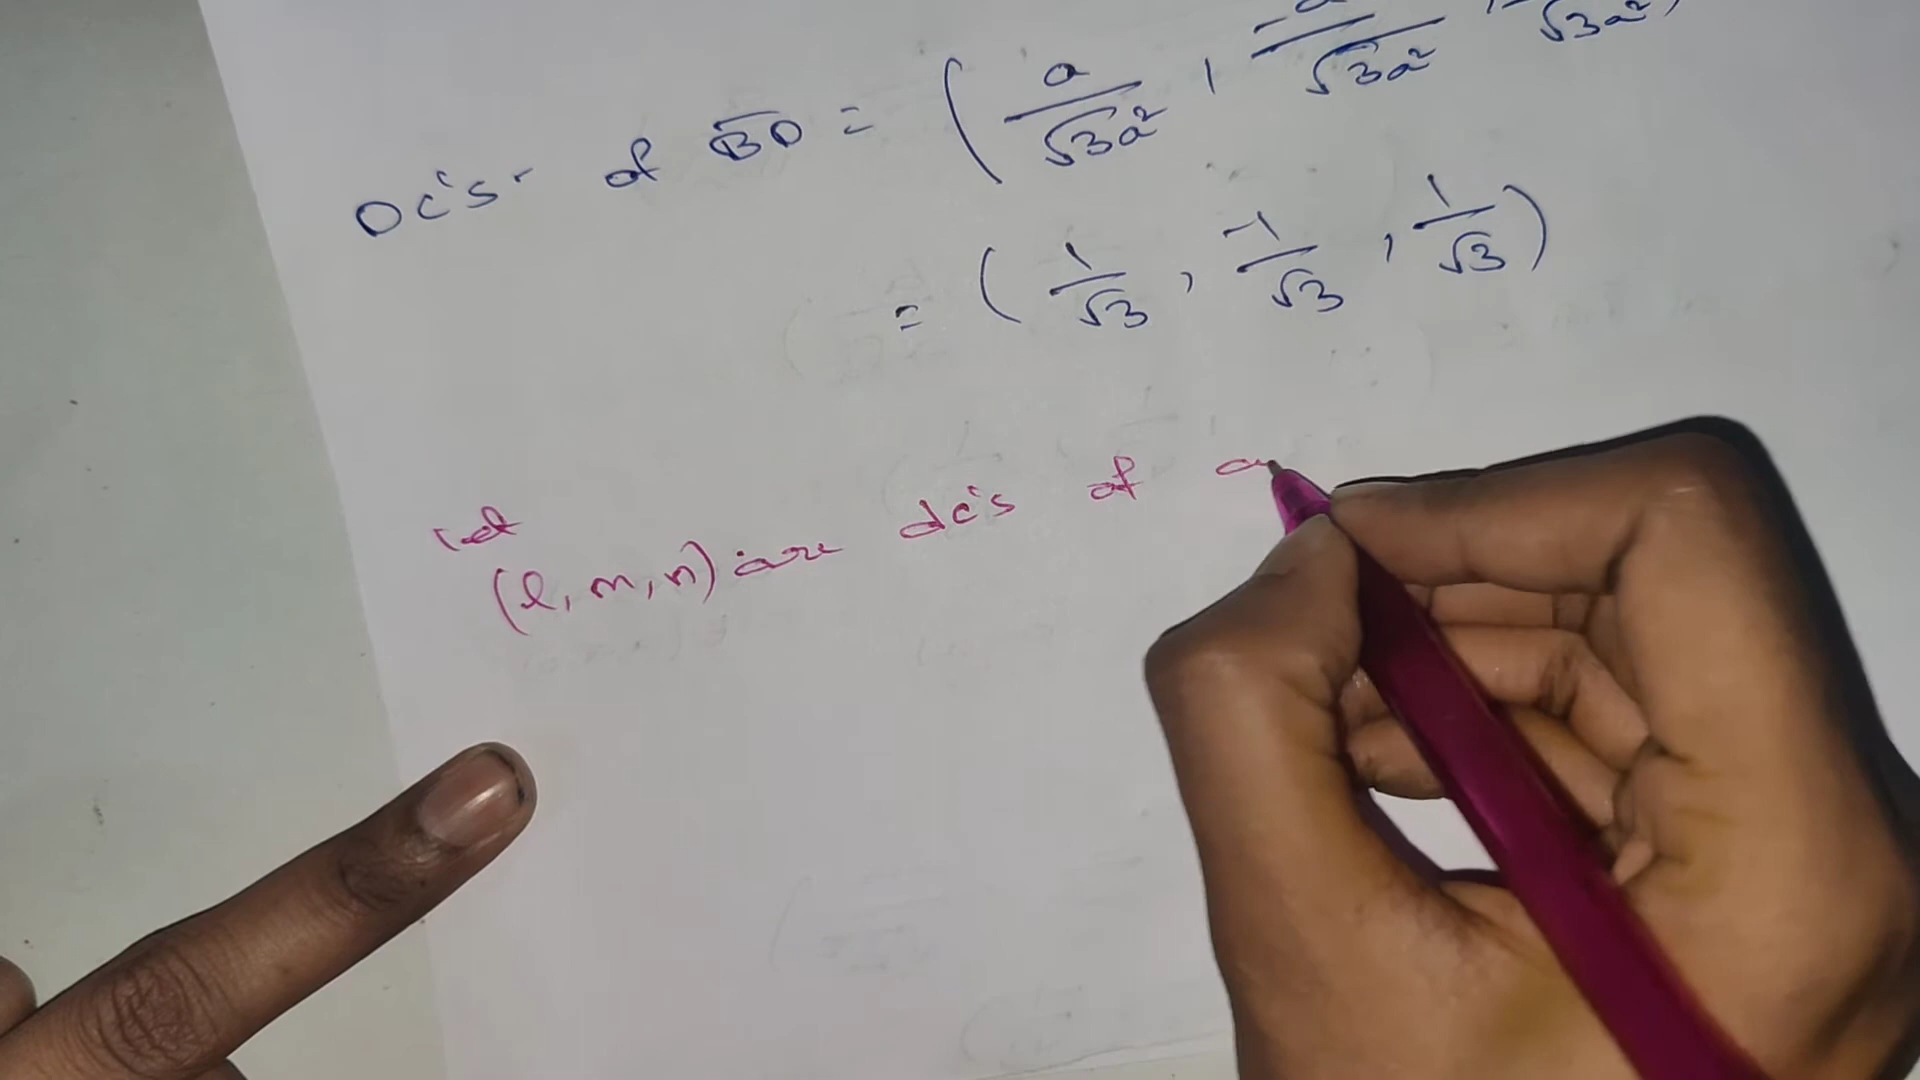 DC's of BD = (a/√3a², -a/√3a², /√3a²)
= (1/√3, -1/√3, 1/√3)
Let
(l, m, n) are dc's of a